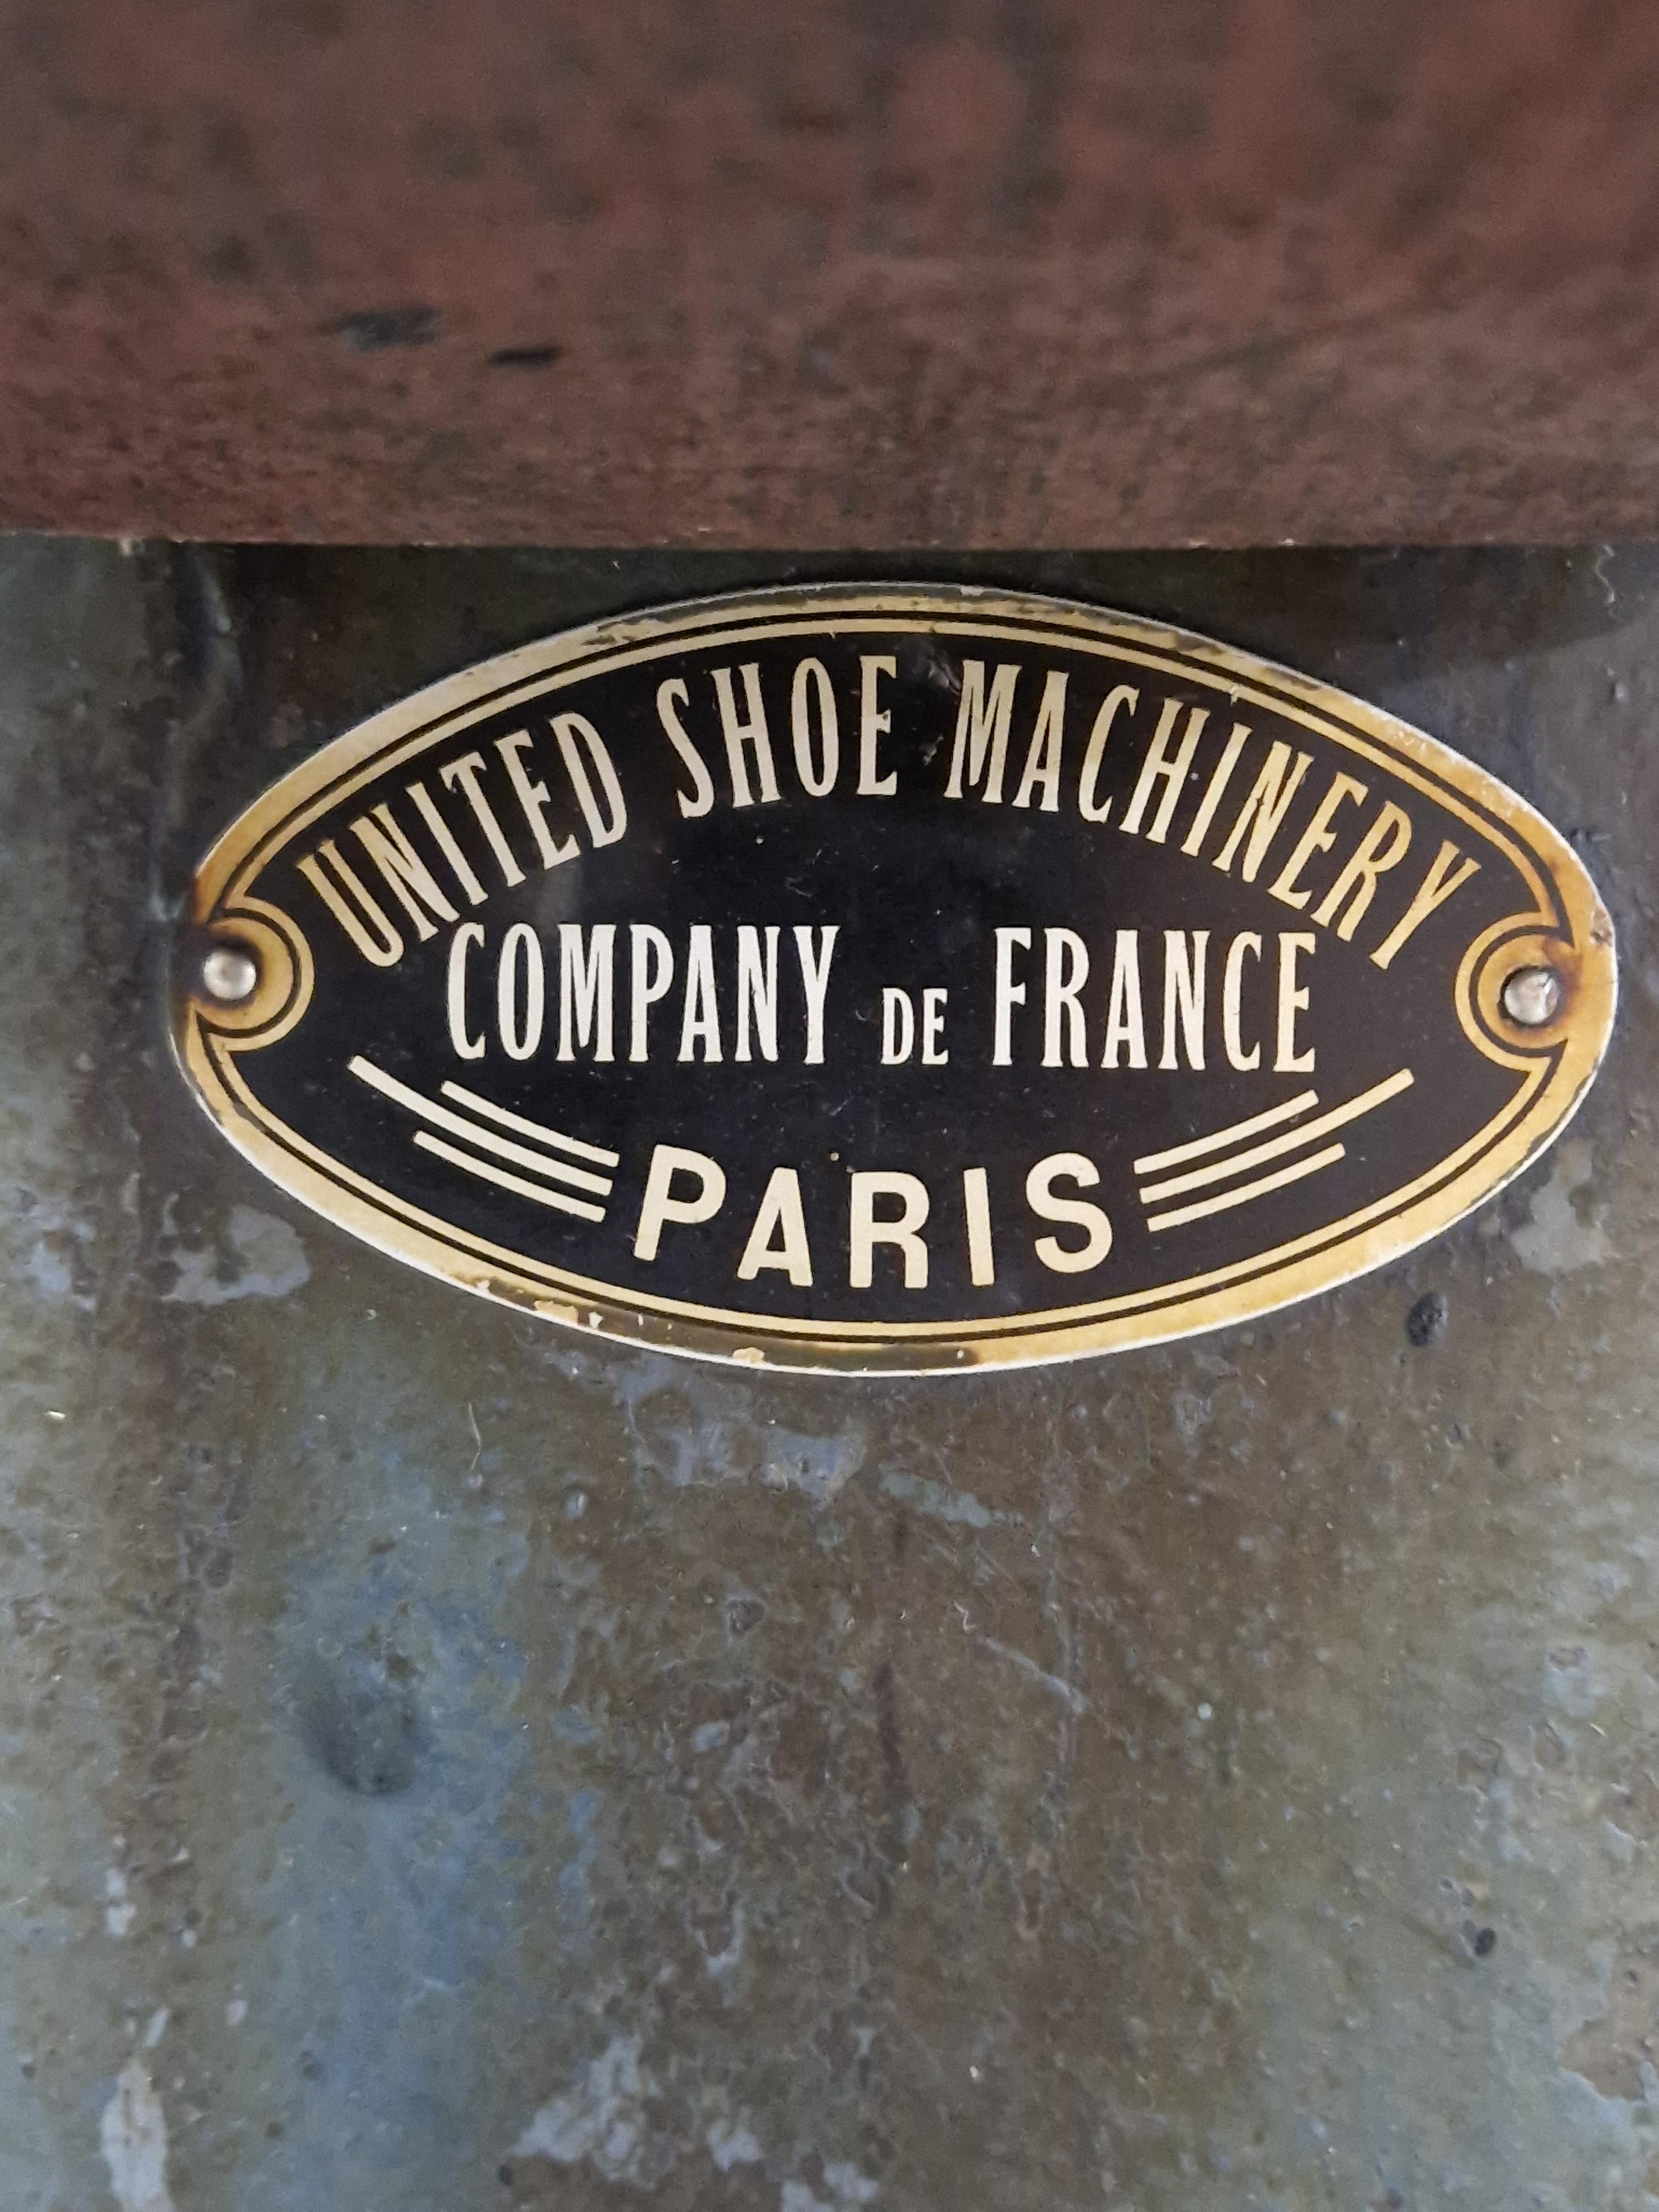 UNITED SHOE MACHINERY
COMPANY DE FRANCE
PARIS